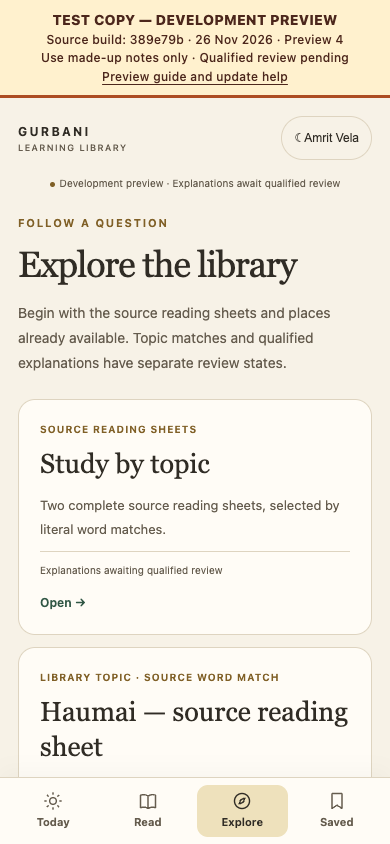 TEST COPY — DEVELOPMENT PREVIEW
Source build: 389e79b · 26 Nov 2026 · Preview 4
Use made-up notes only · Qualified review pending
Preview guide and update help
GURBANI
LEARNING LIBRARY
☾ Amrit Vela
Development preview · Explanations await qualified review
FOLLOW A QUESTION
Explore the library
Begin with the source reading sheets and places
already available. Topic matches and qualified
explanations have separate review states.
SOURCE READING SHEETS
Study by topic
Two complete source reading sheets, selected by
literal word matches.
Explanations awaiting qualified review
Open →
LIBRARY TOPIC · SOURCE WORD MATCH
Haumai — source reading
sheet
Today
Read
Explore
Saved